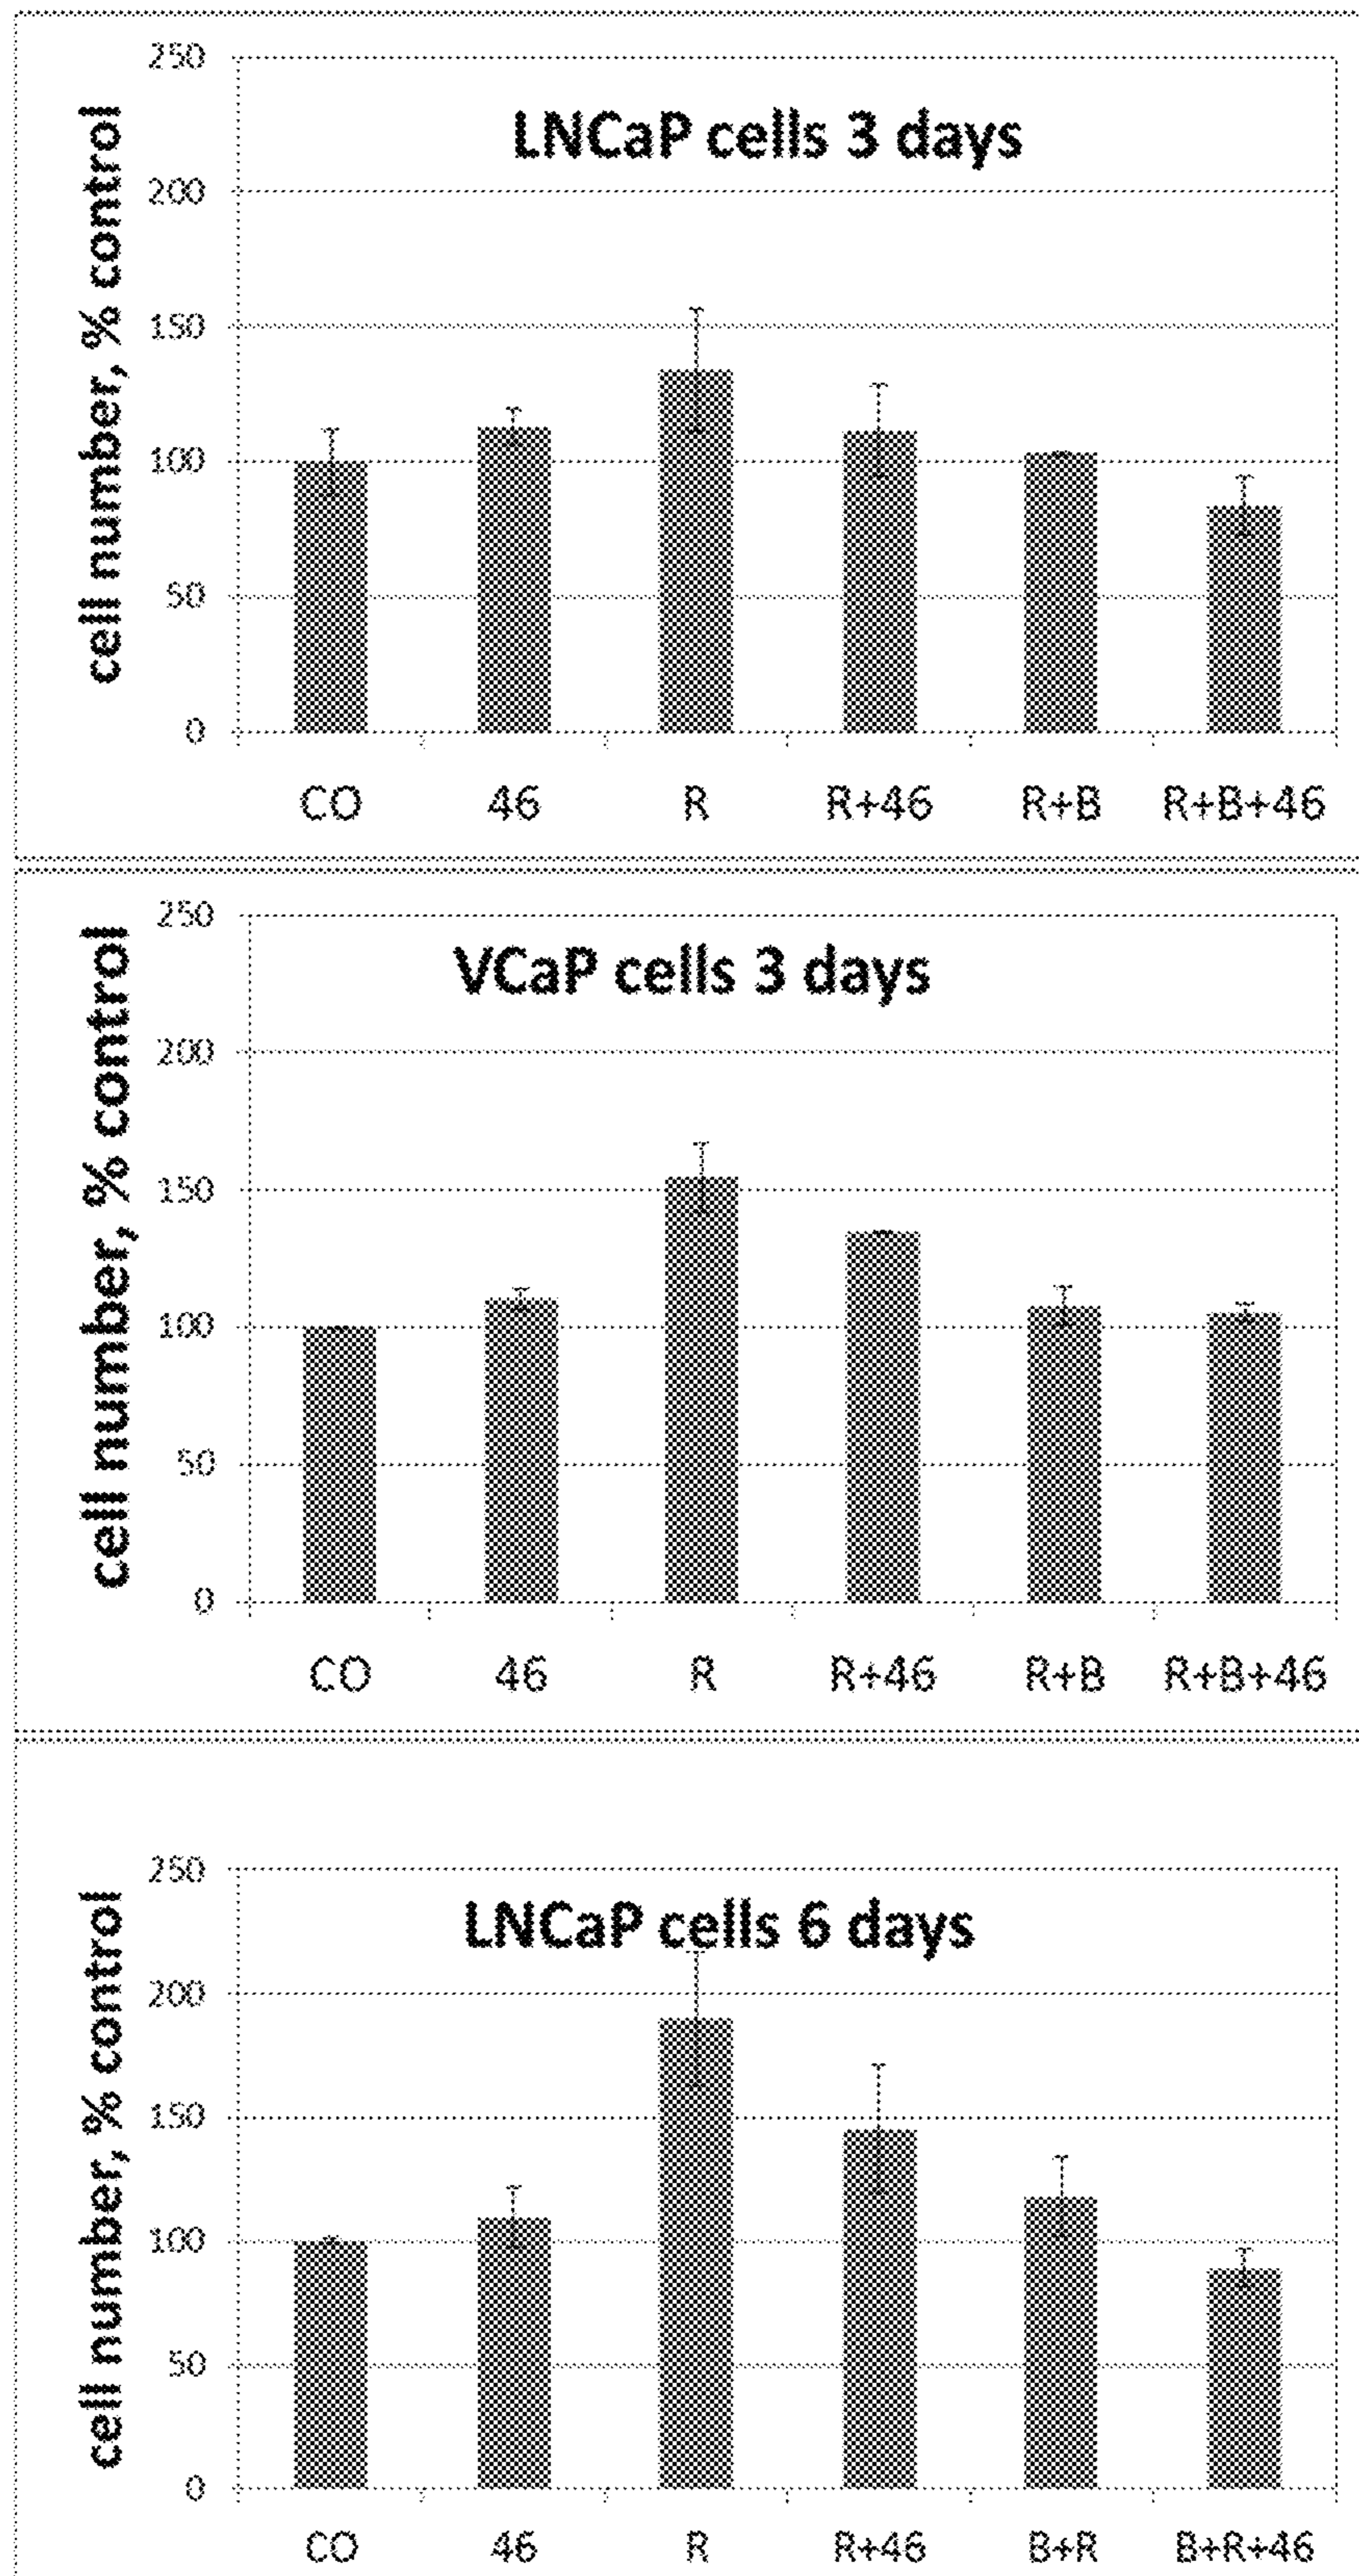 LNCaP cells 3 days
cell number, % control
250
200
150
100
50
0
CO 46 R R+46 R+B R+B+46
VCaP cells 3 days
cell number, % control
250
200
150
100
50
0
CO 46 R R+46 R+B R+B+46
LNCaP cells 6 days
cell number, % control
250
200
150
100
50
0
CO 46 R R+46 B+R B+R+46